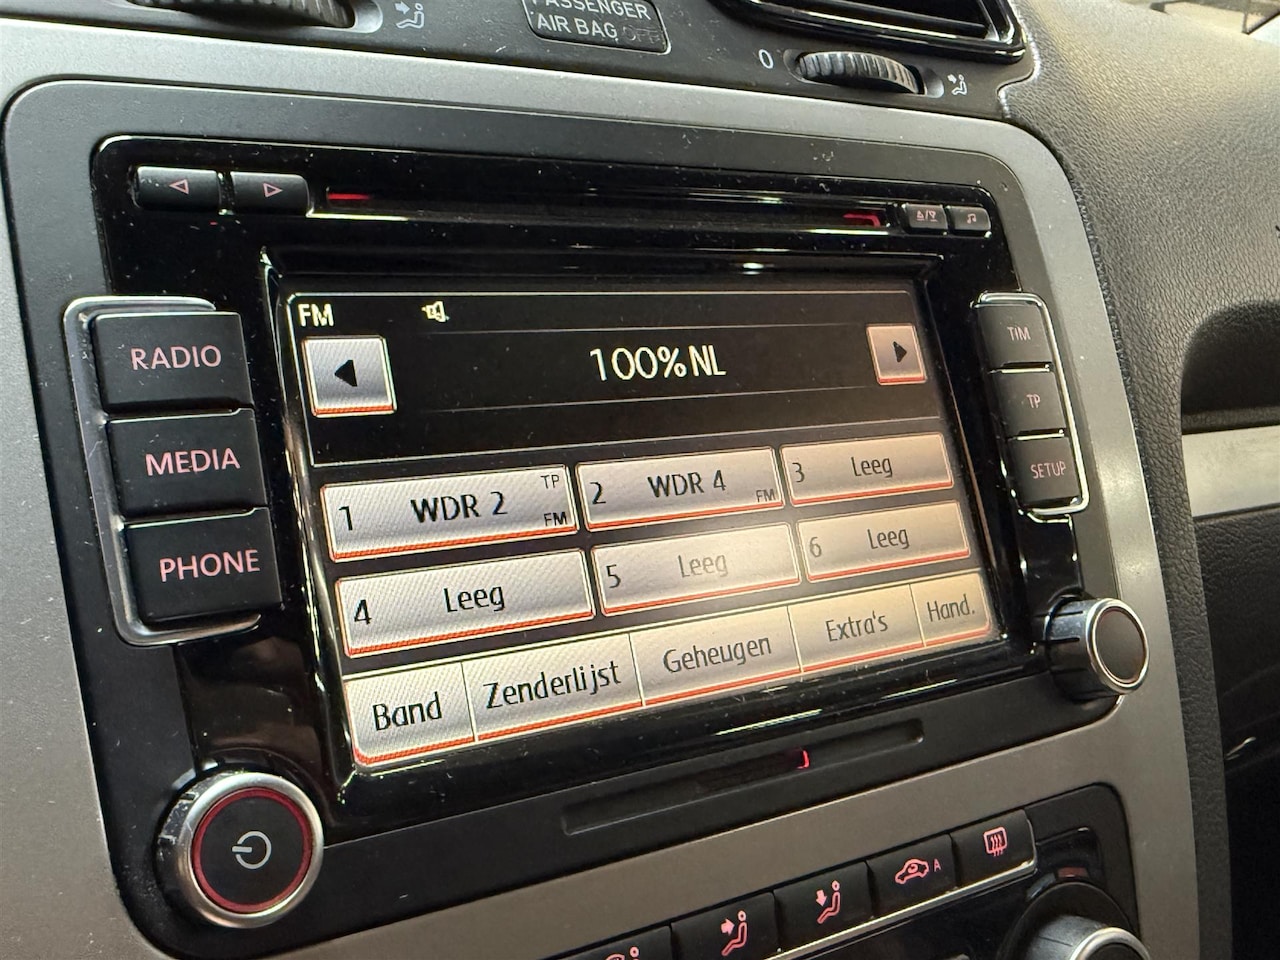 PASSENGER
AIR BAG OFF
0
RADIO
MEDIA
PHONE
FM
100%NL
1 WDR 2 TP FM
2 WDR 4 FM
3 Leeg
4 Leeg
5 Leeg
6 Leeg
Band Zenderlijst Geheugen Extra's Hand.
TIM
TP
SETUP
A